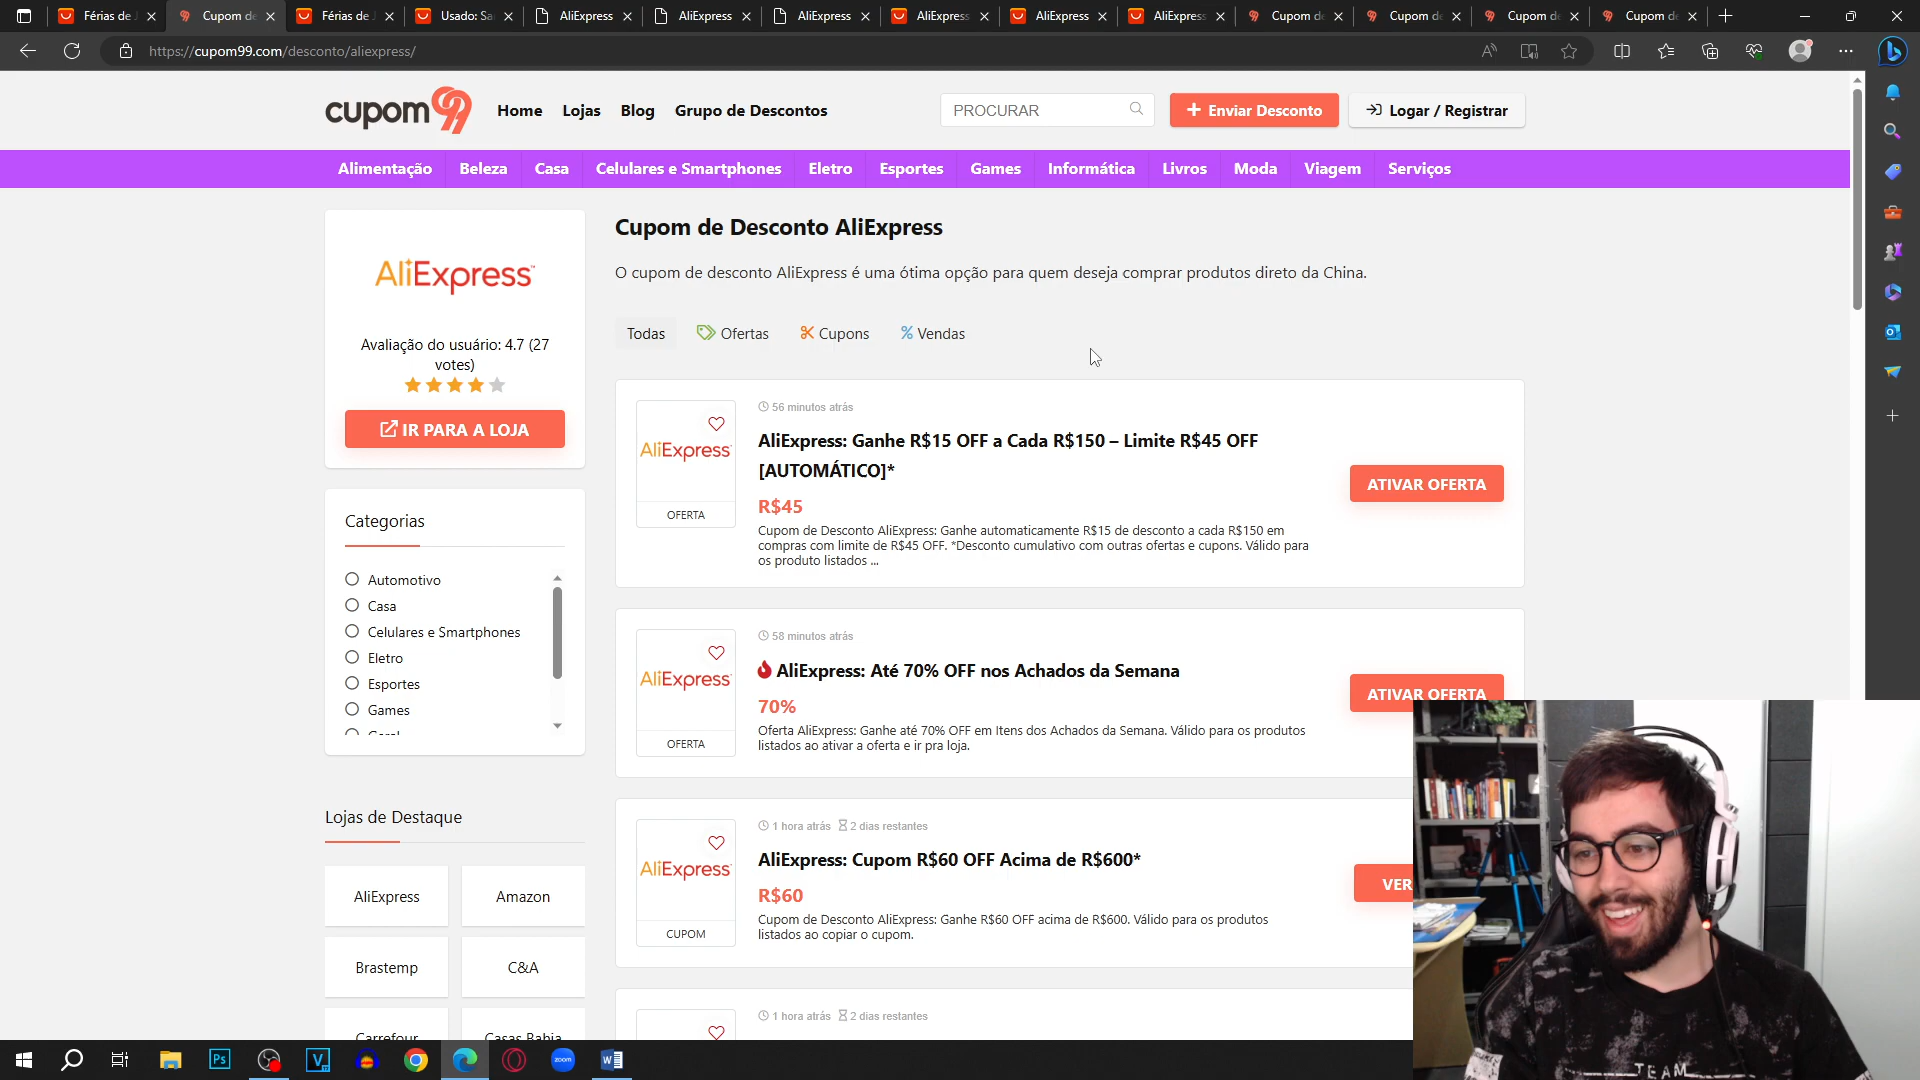 Férias de J
Cupom de
Férias de J
Usado: Sa
AliExpress
AliExpress
AliExpress
AliExpress
AliExpress
AliExpress
Cupom de
Cupom de
Cupom de
Cupom de
https://cupom99.com/desconto/aliexpress/
cupom99
Home
Lojas
Blog
Grupo de Descontos
PROCURAR
Enviar Desconto
Logar / Registrar
Alimentação
Beleza
Casa
Celulares e Smartphones
Eletro
Esportes
Games
Informática
Livros
Moda
Viagem
Serviços
AliExpress
Avaliação do usuário: 4.7 (27
votes)
IR PARA A LOJA
Categorias
Automotivo
Casa
Celulares e Smartphones
Eletro
Esportes
Games
Geral
Lojas de Destaque
AliExpress
Amazon
Brastemp
C&A
Carrefour
Casas Bahia
Cupom de Desconto AliExpress
O cupom de desconto AliExpress é uma ótima opção para quem deseja comprar produtos direto da China.
Todas
Ofertas
Cupons
Vendas
AliExpress
OFERTA
56 minutos atrás
AliExpress: Ganhe R$15 OFF a Cada R$150 – Limite R$45 OFF
[AUTOMÁTICO]*
R$45
Cupom de Desconto AliExpress: Ganhe automaticamente R$15 de desconto a cada R$150 em
compras com limite de R$45 OFF. *Desconto cumulativo com outras ofertas e cupons. Válido para
os produto listados ...
ATIVAR OFERTA
AliExpress
OFERTA
58 minutos atrás
AliExpress: Até 70% OFF nos Achados da Semana
70%
Oferta AliExpress: Ganhe até 70% OFF em Itens dos Achados da Semana. Válido para os produtos
listados ao ativar a oferta e ir pra loja.
ATIVAR OFERTA
AliExpress
CUPOM
1 hora atrás
2 dias restantes
AliExpress: Cupom R$60 OFF Acima de R$600*
R$60
Cupom de Desconto AliExpress: Ganhe R$60 OFF acima de R$600. Válido para os produtos
listados ao copiar o cupom.
VER
1 hora atrás
2 dias restantes
Ps
V
zoom
W
TEAM